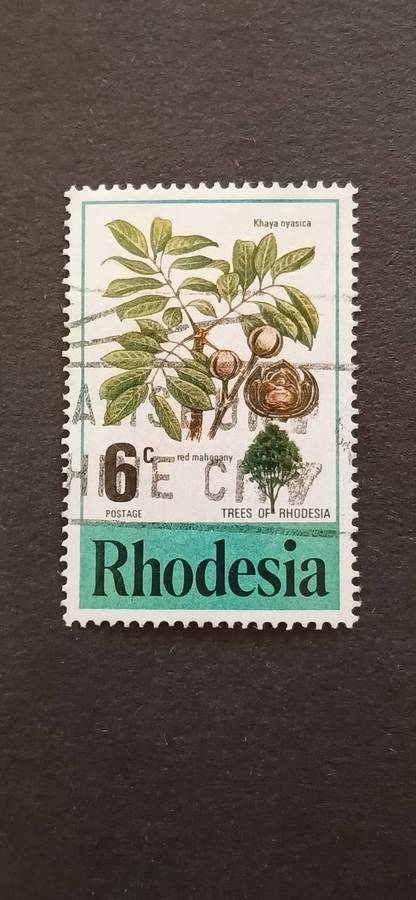 Khaya nyasica
6c
red mahogany
POSTAGE
TREES OF RHODESIA
Rhodesia